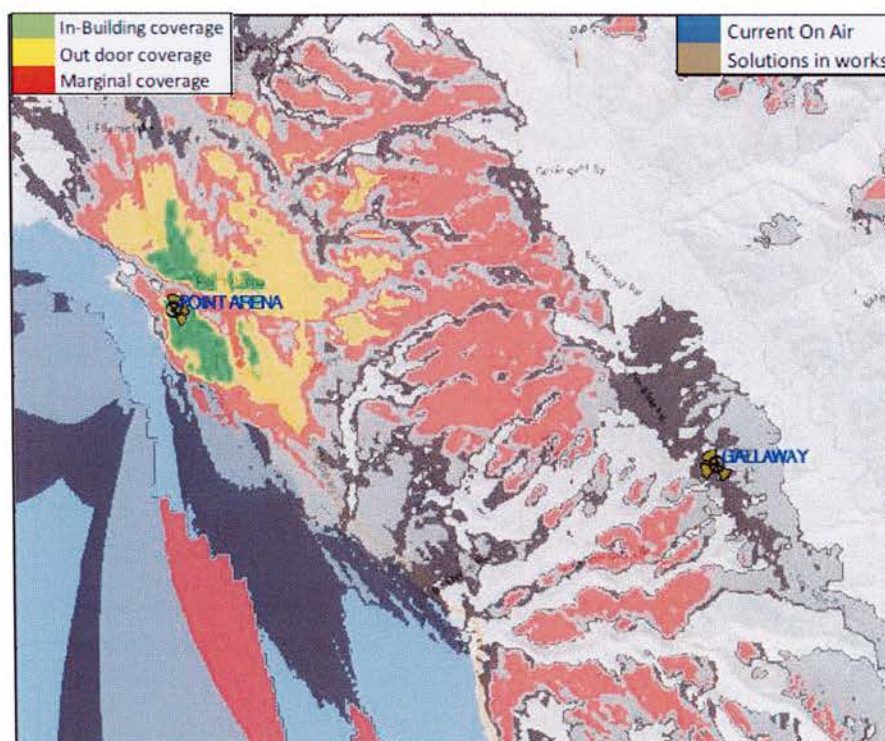 In-Building coverage
Out door coverage
Marginal coverage
Current On Air
Solutions in works
POINT ARENA
GALLAWAY